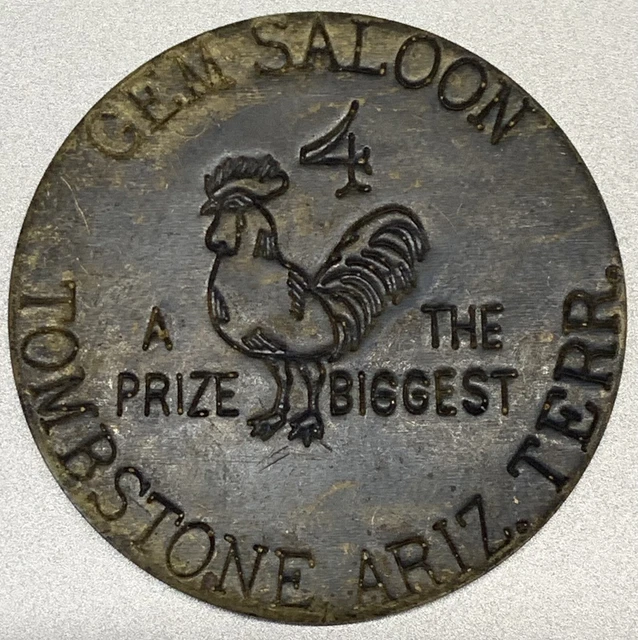 GEM SALOON
4
A
PRIZE
THE
BIGGEST
TOMBSTONE ARIZ. TERR.